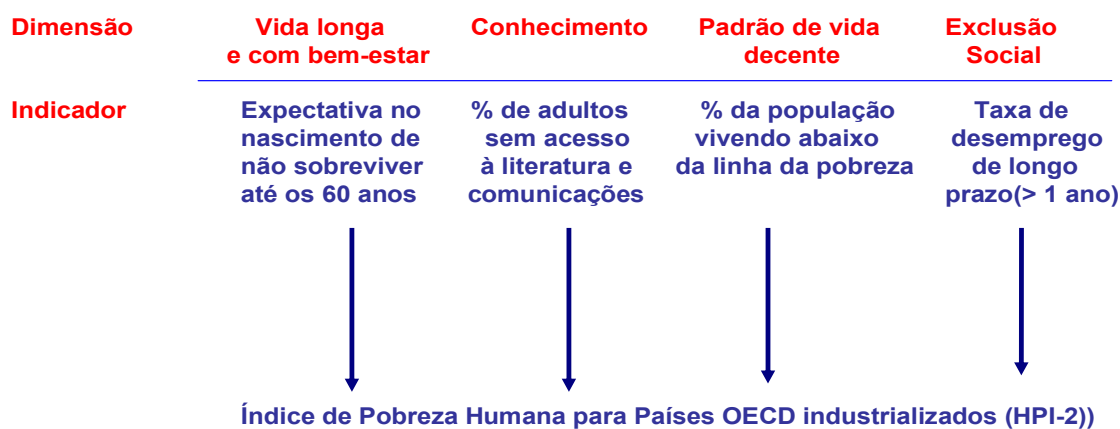 Dimensão Vida longa Conhecimento Padrão de vida Exclusão
e com bem-estar decente Social
Indicador Expectativa no % de adultos % da população Taxa de
nascimento de sem acesso vivendo abaixo desemprego
não sobreviver à literatura e da linha da pobreza de longo
até os 60 anos comunicações prazo(> 1 ano)
Índice de Pobreza Humana para Países OECD industrializados (HPI-2))